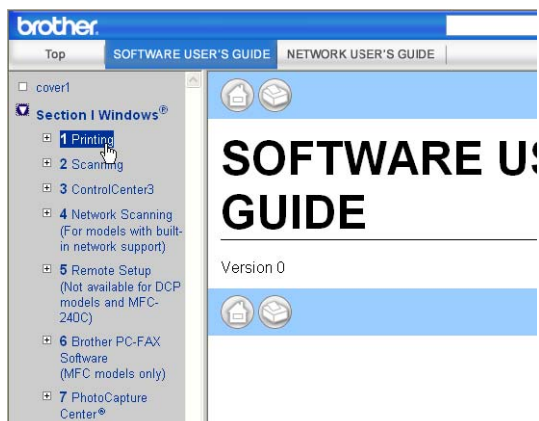 brother.
Top SOFTWARE USER'S GUIDE NETWORK USER'S GUIDE
cover1
Section I Windows®
1 Printing
2 Scanning
3 ControlCenter3
4 Network Scanning
(For models with built-
in network support)
5 Remote Setup
(Not available for DCP
models and MFC-
240C)
6 Brother PC-FAX
Software
(MFC models only)
7 PhotoCapture
Center®
SOFTWARE US
GUIDE
Version 0